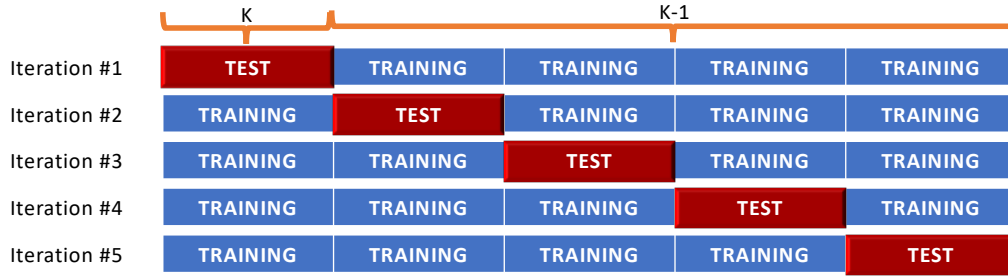 K K-1
Iteration #1 TEST TRAINING TRAINING TRAINING TRAINING
Iteration #2 TRAINING TEST TRAINING TRAINING TRAINING
Iteration #3 TRAINING TRAINING TEST TRAINING TRAINING
Iteration #4 TRAINING TRAINING TRAINING TEST TRAINING
Iteration #5 TRAINING TRAINING TRAINING TRAINING TEST